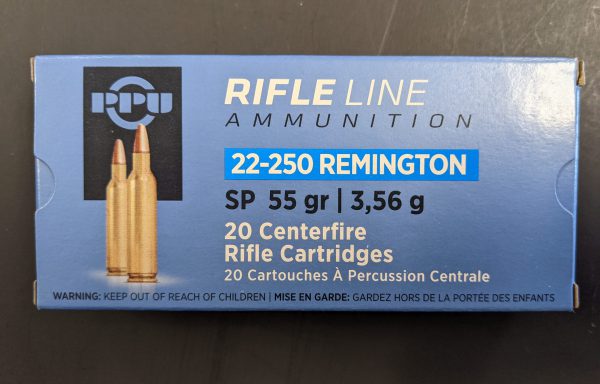 PPU
RIFLE LINE
AMMUNITION
22-250 REMINGTON
SP 55 gr | 3,56 g
20 Centerfire
Rifle Cartridges
20 Cartouches À Percussion Centrale
WARNING: KEEP OUT OF REACH OF CHILDREN | MISE EN GARDE: GARDEZ HORS DE LA PORTÉE DES ENFANTS